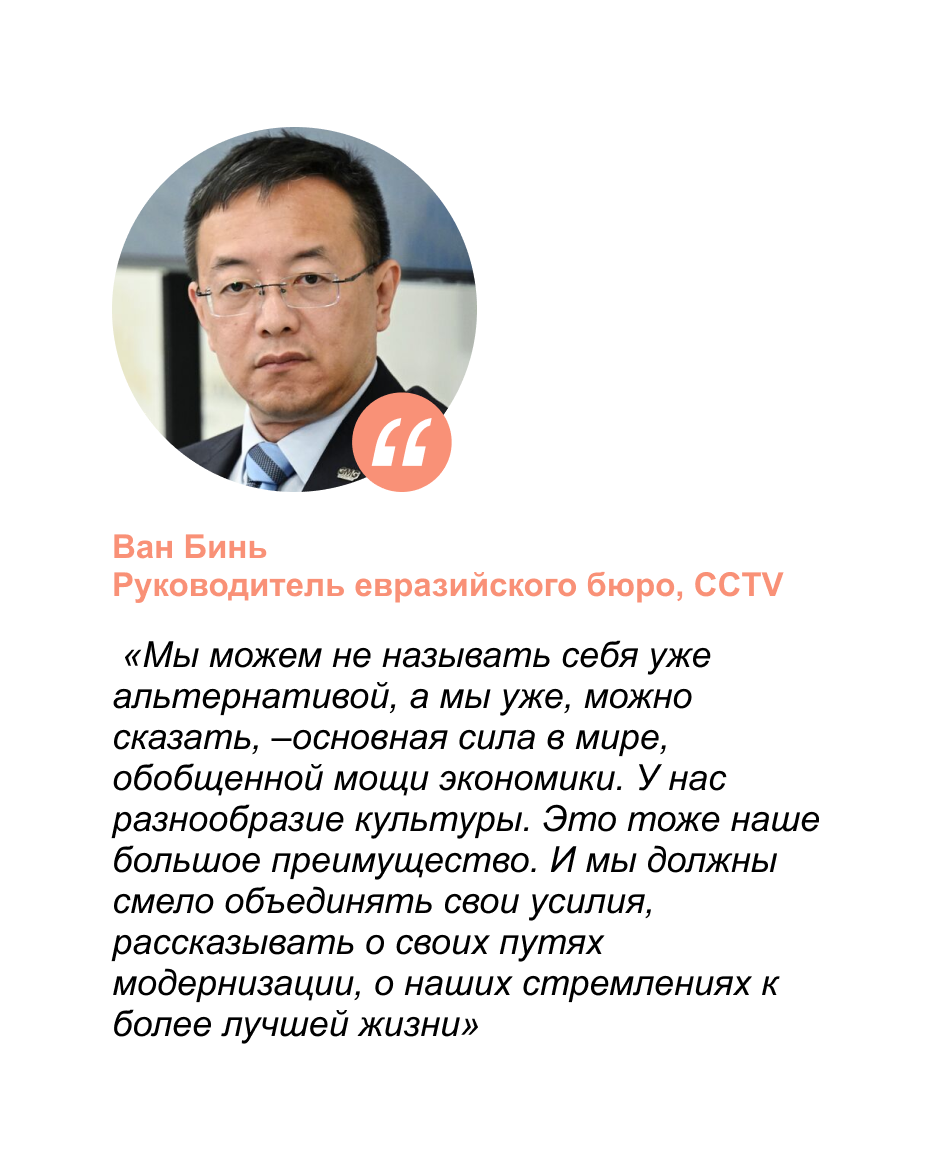 Ван Бинь
Руководитель евразийского бюро, CCTV
«Мы можем не называть себя уже
альтернативой, а мы уже, можно
сказать, –основная сила в мире,
обобщенной мощи экономики. У нас
разнообразие культуры. Это тоже наше
большое преимущество. И мы должны
смело объединять свои усилия,
рассказывать о своих путях
модернизации, о наших стремлениях к
более лучшей жизни»